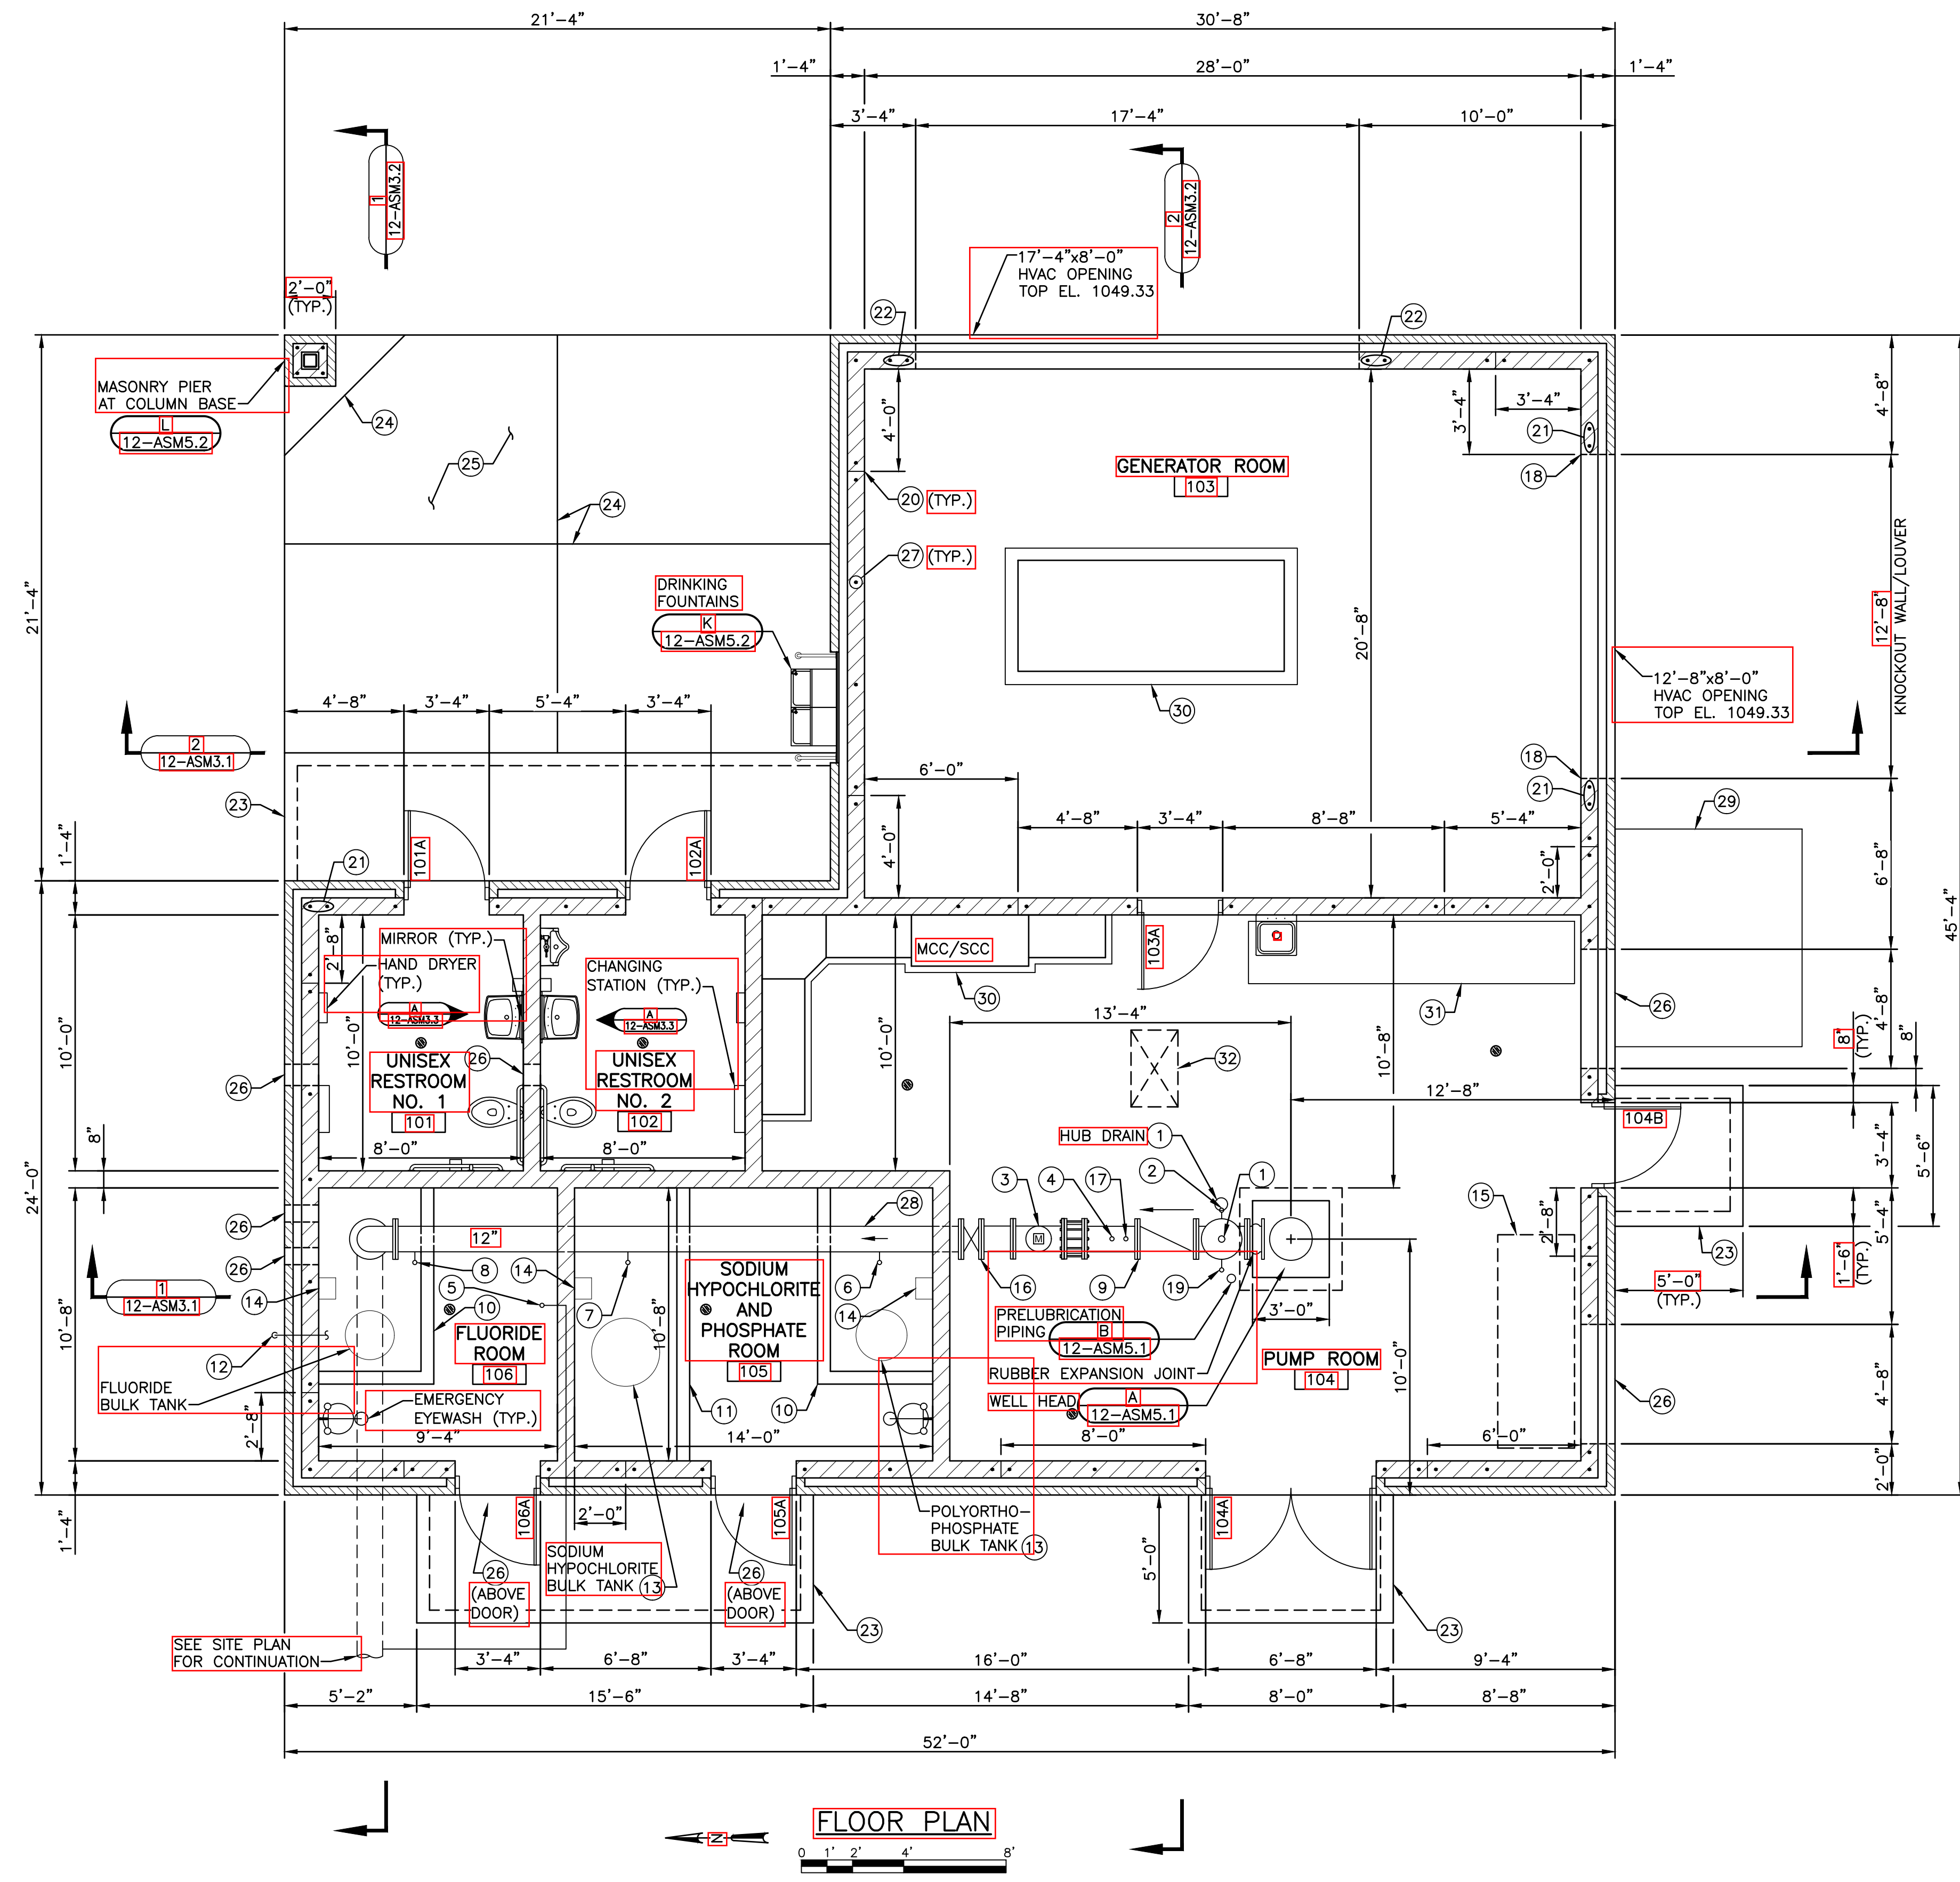 21'-4"
30'-8"
1'-4"
28'-0"
1'-4"
3'-4"
17'-4"
10'-0"
1
12-ASM3.2
2
12-ASM3.2
17'-4"x8'-0"
HVAC OPENING
TOP EL. 1049.33
2'-0"
(TYP.)
22
22
MASONRY PIER
AT COLUMN BASE
L
12-ASM5.2
24
25
24
4'-0"
3'-4"
3'-4"
21
18
4'-8"
GENERATOR ROOM
103
20
(TYP.)
27
(TYP.)
DRINKING
FOUNTAINS
K
12-ASM5.2
21'-4"
20'-8"
30
12'-8"
KNOCKOUT WALL/LOUVER
12'-8"x8'-0"
HVAC OPENING
TOP EL. 1049.33
45'-4"
4'-8"
3'-4"
5'-4"
3'-4"
2
12-ASM3.1
23
6'-0"
18
21
29
4'-0"
4'-8"
3'-4"
8'-8"
5'-4"
2'-0"
6'-8"
1'-4"
21
101A
102A
MIRROR (TYP.)
HAND DRYER
(TYP.)
2'-8"
CHANGING
STATION (TYP.)
A
12-ASM3.3
A
12-ASM3.3
MCC/SCC
30
103A
31
26
4'-8"
8"
(TYP.)
8"
13'-4"
10'-0"
10'-0"
10'-0"
10'-8"
UNISEX
RESTROOM
NO. 1
101
26
UNISEX
RESTROOM
NO. 2
102
26
32
12'-8"
104B
8"
8'-0"
8'-0"
HUB DRAIN
1
2
1
3
4
17
3'-4"
5'-6"
24'-0"
26
26
28
12"
8
14
5
10
7
6
14
16
9
19
15
2'-8"
23
5'-4"
1'-6"
(TYP.)
5'-0"
(TYP.)
1
12-ASM3.1
14
10'-8"
SODIUM
HYPOCHLORITE
AND
PHOSPHATE
ROOM
105
10'-8"
FLUORIDE
ROOM
106
12
FLUORIDE
BULK TANK
EMERGENCY
EYEWASH (TYP.)
2'-8"
PRELUBRICATION
PIPING
B
12-ASM5.1
RUBBER EXPANSION JOINT
3'-0"
PUMP ROOM
104
WELL HEAD
A
12-ASM5.1
10'-0"
4'-8"
26
11
10
9'-4"
14'-0"
8'-0"
6'-0"
2'-0"
1'-4"
106A
105A
104A
2'-0"
26
(ABOVE
DOOR)
SODIUM
HYPOCHLORITE
BULK TANK
13
26
(ABOVE
DOOR)
POLYORTHO-
PHOSPHATE
BULK TANK
13
5'-0"
23
23
SEE SITE PLAN
FOR CONTINUATION
3'-4"
6'-8"
3'-4"
16'-0"
6'-8"
9'-4"
5'-2"
15'-6"
14'-8"
8'-0"
8'-8"
52'-0"
N
FLOOR PLAN
0 1' 2' 4' 8'